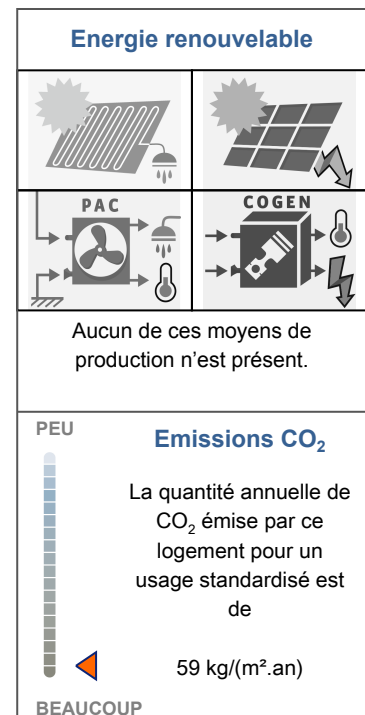 Energie renouvelable
PAC
COGEN
Aucun de ces moyens de
production n'est présent.
PEU
Emissions CO₂
La quantité annuelle de
CO₂ émise par ce
logement pour un
usage standardisé est
de
59 kg/(m².an)
BEAUCOUP